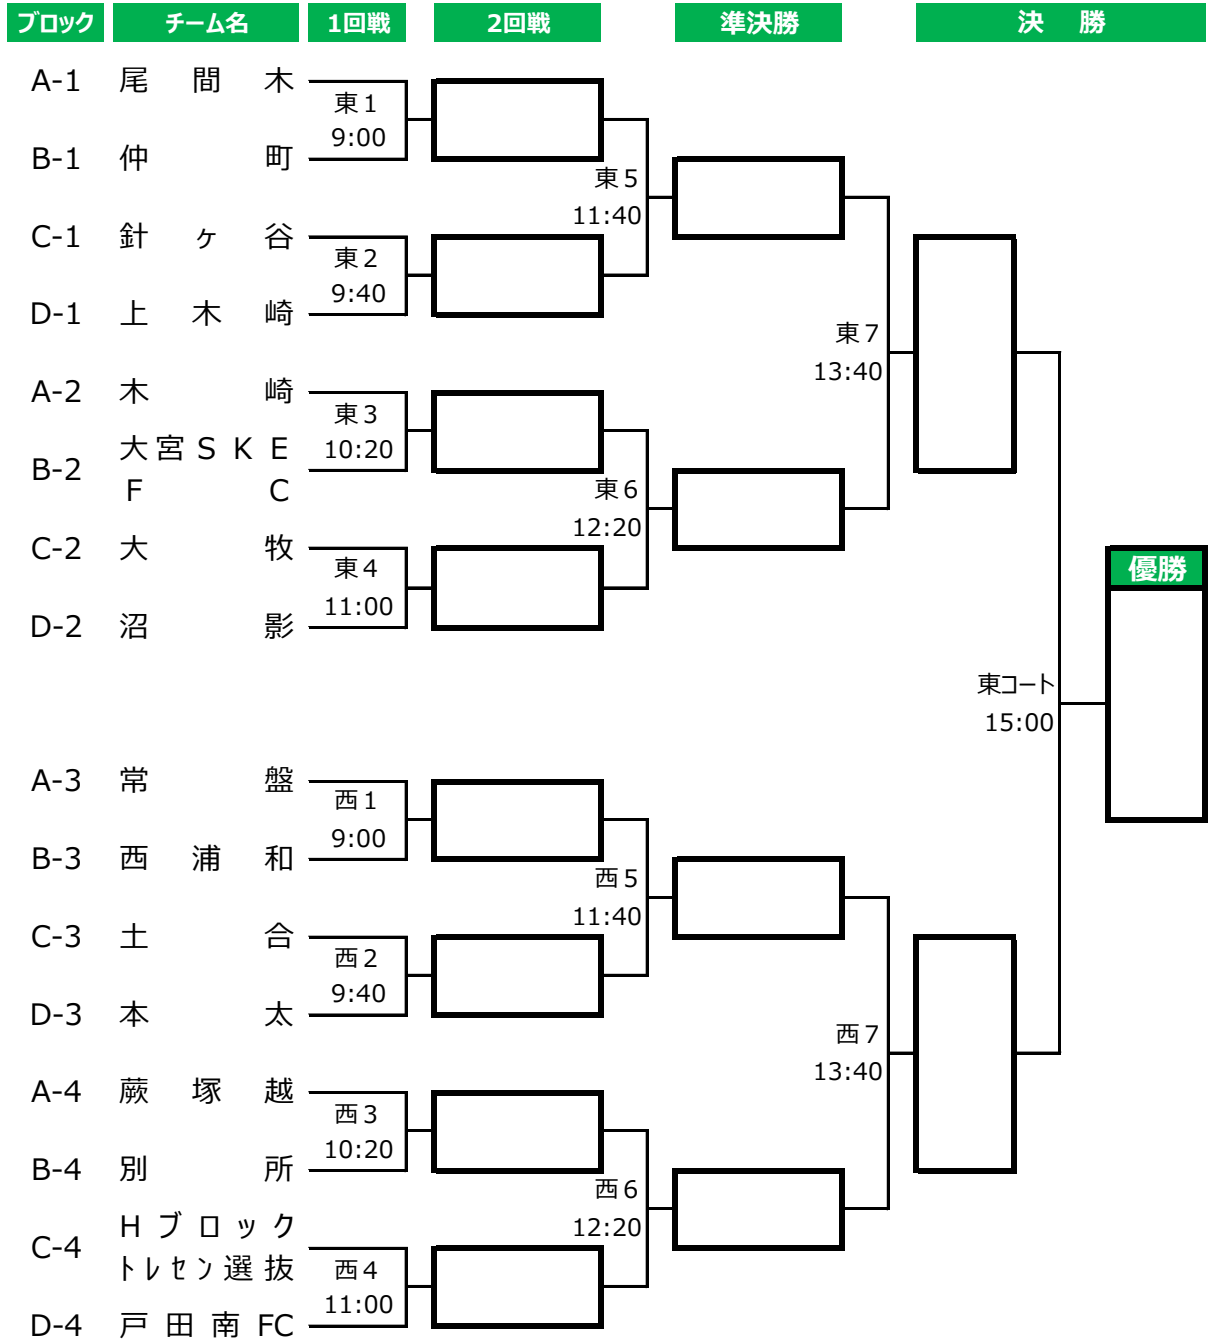 ブロック チーム名 1回戦 2回戦 準決勝 決 勝
A-1 尾間木
東1
9:00
B-1 仲町
東5
11:40
C-1 針ヶ谷
東2
9:40
D-1 上木崎
東7
13:40
A-2 木崎
東3
10:20
B-2 大宮SKE
FC
東6
12:20
C-2 大牧
東4
11:00
D-2 沼影
優勝
東コート
15:00
A-3 常盤
西1
9:00
B-3 西浦和
西5
11:40
C-3 土合
西2
9:40
D-3 本太
西7
13:40
A-4 蕨塚越
西3
10:20
B-4 別所
西6
12:20
C-4 Hブロック
トレセン選抜
西4
11:00
D-4 戸田南FC